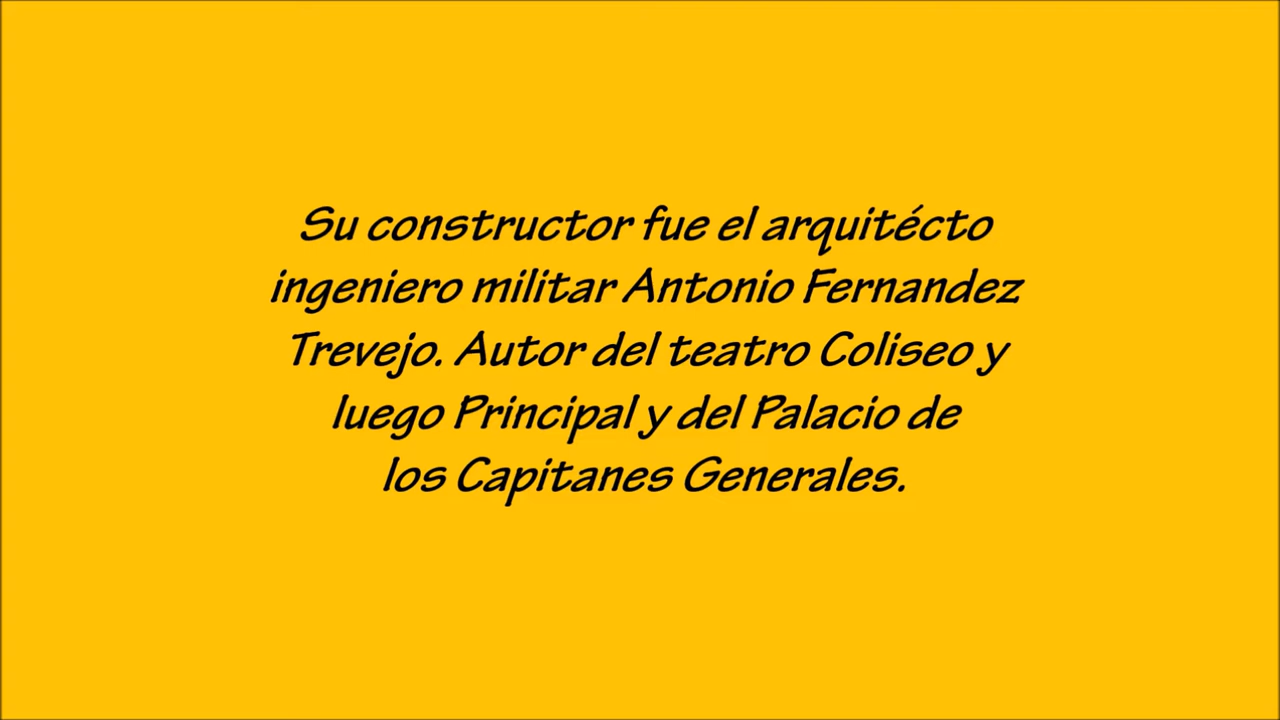 Su constructor fue el arquitécto
ingeniero militar Antonio Fernandez
Trevejo. Autor del teatro Coliseo y
luego Principal y del Palacio de
los Capitanes Generales.